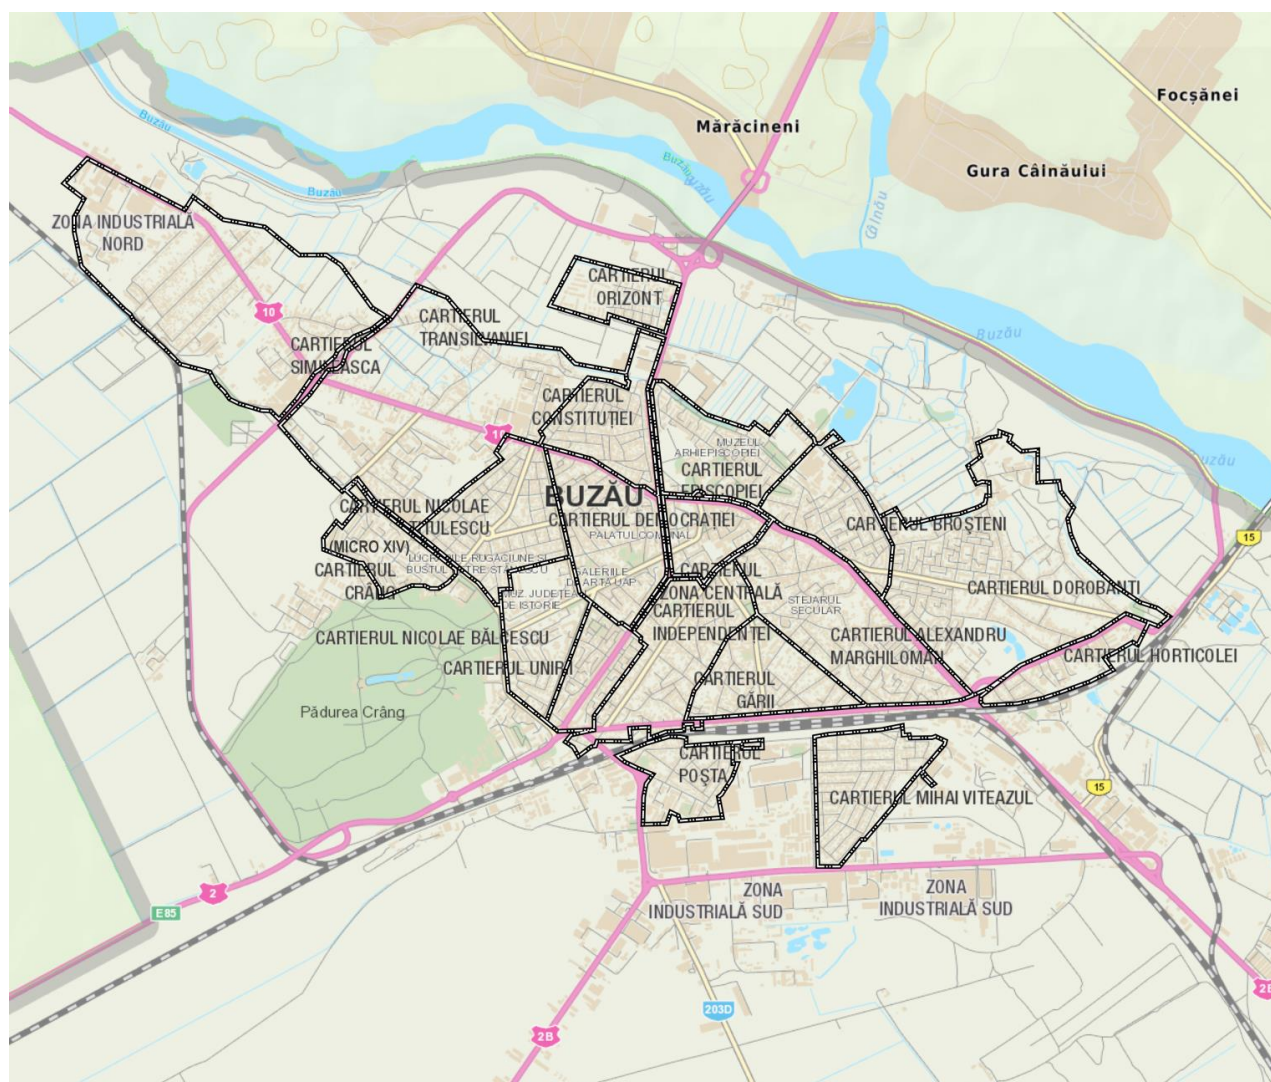 Focșănei
Buzău
Mărăcineni
Buzău
Buzău
Gura Câlnăului
Buzău
Câlnău
ZONA INDUSTRIALĂ
NORD
CARTIERUL
ORIZONT
10
CARTIERUL
TRANSILVANIEI
Buzău
CARTIERUL
SIMILEASCA
CARTIERUL
CONSTITUȚIEI
10
MUZEUL
ARHIEPISCOPIEI
Buzău
CARTIERUL
EPISCOPIEI
BUZĂU
CARTIERUL NICOLAE
TITULESCU
CARTIERUL DEMOCRAȚIEI
PALATUL COMUNAL
CARTIERUL BROȘTENI
15
(MICRO XIV)
CARTIERUL
CRÂNG
GALERIILE
DE ARTĂ UAP
CARTIERUL
ZONA CENTRALĂ
MUZ. JUDEȚEAN
DE ISTORIE
STEJARUL
SECULAR
CARTIERUL DOROBANȚI
CARTIERUL
INDEPENDENȚEI
CARTIERUL NICOLAE BĂLCESCU
CARTIERUL ALEXANDRU
MARGHILOMAN
CARTIERUL HORTICOLEI
CARTIERUL UNIRII
CARTIERUL
GĂRII
Pădurea Crâng
CARTIERUL
POȘTA
15
CARTIERUL MIHAI VITEAZUL
2
E85
ZONA
INDUSTRIALĂ SUD
ZONA
INDUSTRIALĂ SUD
2B
203D
2B